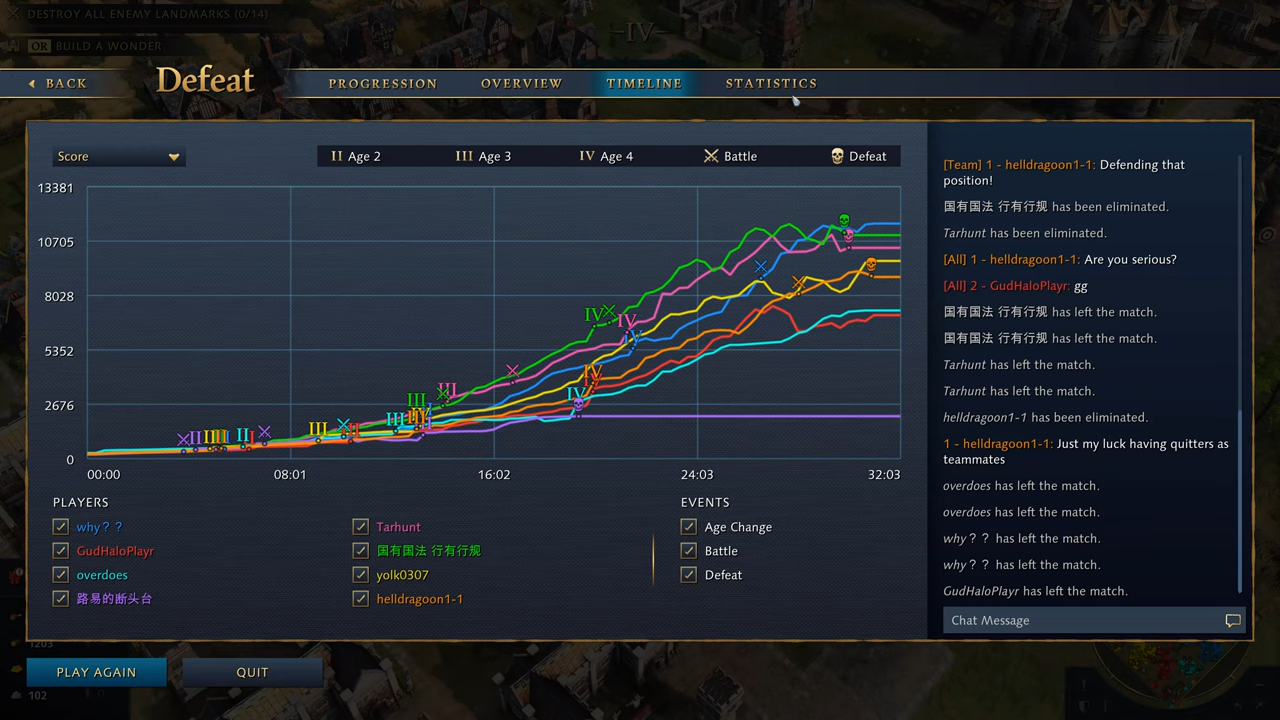 DESTROY ALL ENEMY LANDMARKS (0/14)
OR BUILD A WONDER
IV
BACK
Defeat
PROGRESSION
OVERVIEW
TIMELINE
STATISTICS
Score
II Age 2
III Age 3
IV Age 4
Battle
Defeat
13381
10705
8028
5352
2676
0
00:00
08:01
16:02
24:03
32:03
PLAYERS
why？？
GudHaloPlayr
overdoes
路易的断头台
Tarhunt
国有国法 行有行规
yolk0307
helldragoon1-1
EVENTS
Age Change
Battle
Defeat
[Team] 1 - helldragoon1-1: Defending that
position!
国有国法 行有行规 has been eliminated.
Tarhunt has been eliminated.
[All] 1 - helldragoon1-1: Are you serious?
[All] 2 - GudHaloPlayr: gg
国有国法 行有行规 has left the match.
国有国法 行有行规 has left the match.
Tarhunt has left the match.
Tarhunt has left the match.
helldragoon1-1 has been eliminated.
1 - helldragoon1-1: Just my luck having quitters as
teammates
overdoes has left the match.
overdoes has left the match.
why？？ has left the match.
why？？ has left the match.
GudHaloPlayr has left the match.
Chat Message
1203
PLAY AGAIN
QUIT
102